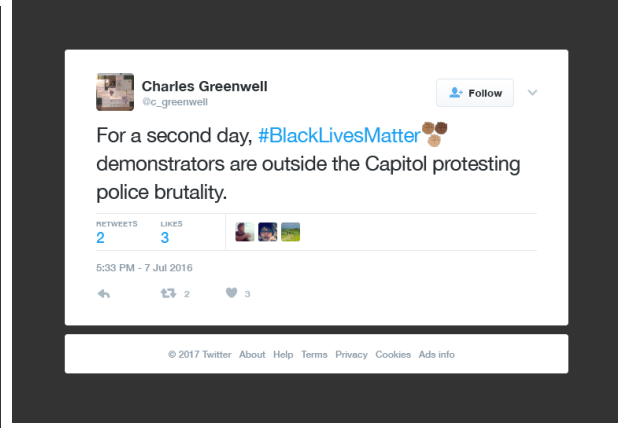 Charles Greenwell
@c_greenwell
Follow
For a second day, #BlackLivesMatter✊🏾✊🏿✊🏽
demonstrators are outside the Capitol protesting
police brutality.
RETWEETS LIKES
2 3
5:33 PM - 7 Jul 2016
2 3
© 2017 Twitter About Help Terms Privacy Cookies Ads info